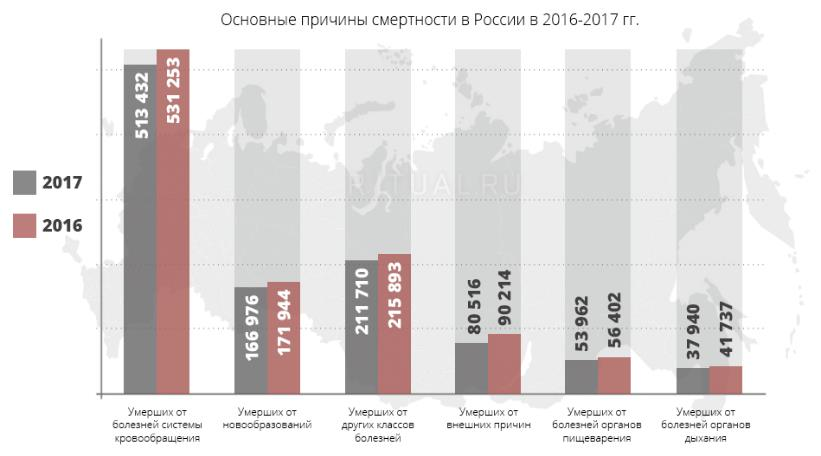 Основные причины смертности в России в 2016-2017 гг.
513 432
531 253
166 976
171 944
211 710
215 893
80 516
90 214
53 962
56 402
37 940
41 737
2017
2016
RITUAL.RU
Умерших от
болезней системы
кровообращения
Умерших от
новообразований
Умерших от
других классов
болезней
Умерших от
внешних причин
Умерших от
болезней органов
пищеварения
Умерших от
болезней органов
дыхания